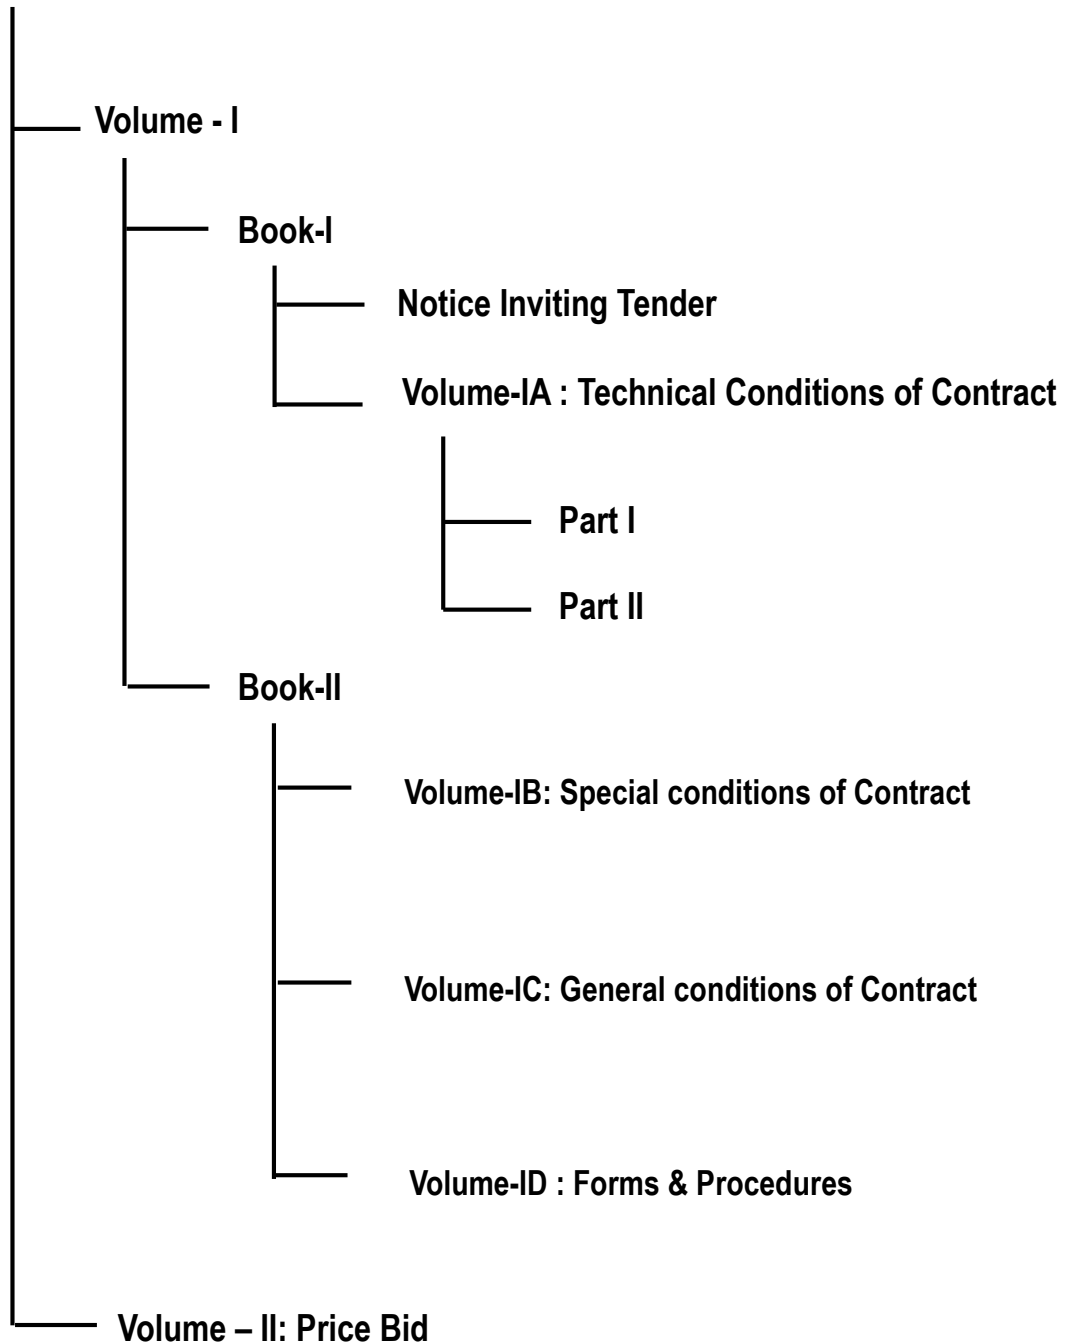 Volume - I
Book-I
Notice Inviting Tender
Volume-IA : Technical Conditions of Contract
Part I
Part II
Book-II
Volume-IB: Special conditions of Contract
Volume-IC: General conditions of Contract
Volume-ID : Forms & Procedures
Volume – II: Price Bid